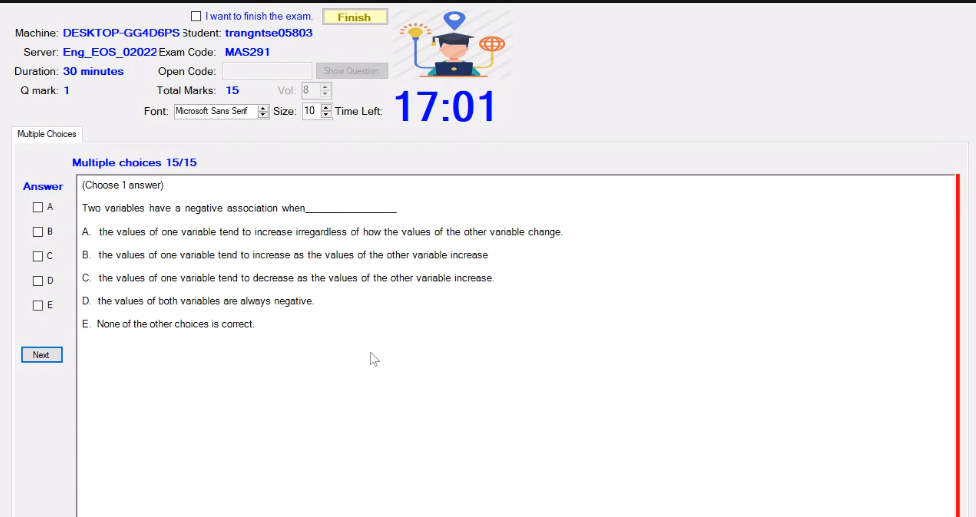 I want to finish the exam. Finish
Machine: DESKTOP-GG4D6PS Student: trangntse05803
Server: Eng_EOS_02022 Exam Code: MAS291
Duration: 30 minutes Open Code: Show Question
Q mark: 1 Total Marks: 15 Vol: 8
Font: Microsoft Sans Serif Size: 10 Time Left: 17:01
Multiple Choices
Multiple choices 15/15
Answer
(Choose 1 answer)
A
Two variables have a negative association when_________________
B
A. the values of one variable tend to increase irregardless of how the values of the other variable change.
C
B. the values of one variable tend to increase as the values of the other variable increase
D
C. the values of one variable tend to decrease as the values of the other variable increase.
E
D. the values of both variables are always negative.
E. None of the other choices is correct.
Next